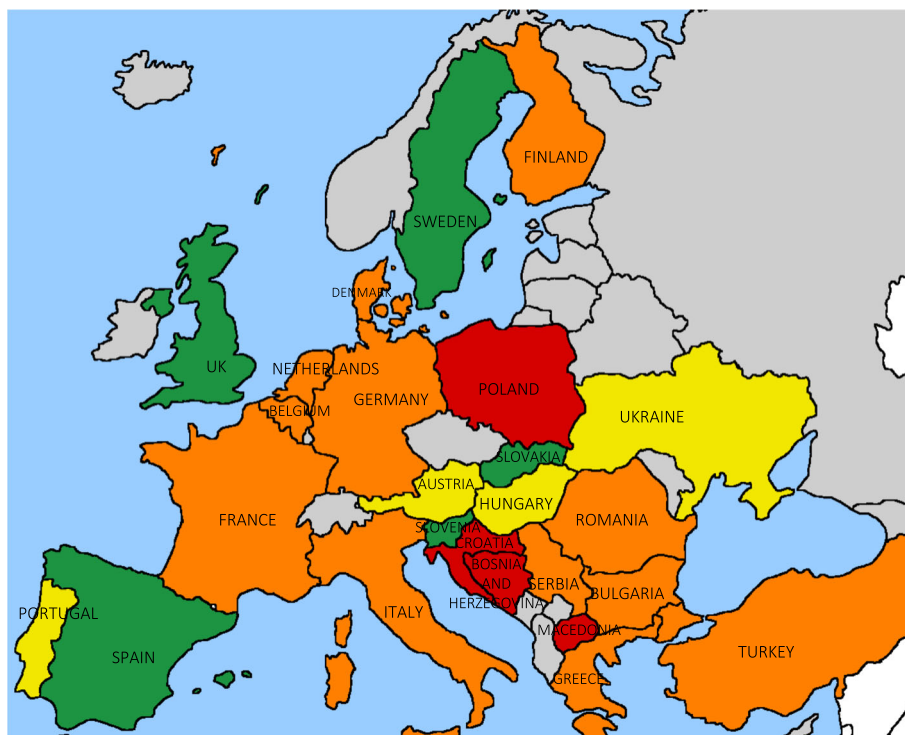 FINLAND
SWEDEN
DENMARK
UK
NETHERLANDS
POLAND
GERMANY
BELGIUM
UKRAINE
SLOVAKIA
AUSTRIA
HUNGARY
FRANCE
ROMANIA
SLOVENIA
CROATIA
BOSNIA
AND
HERZEGOVINA
SERBIA
BULGARIA
PORTUGAL
ITALY
MACEDONIA
SPAIN
TURKEY
GREECE